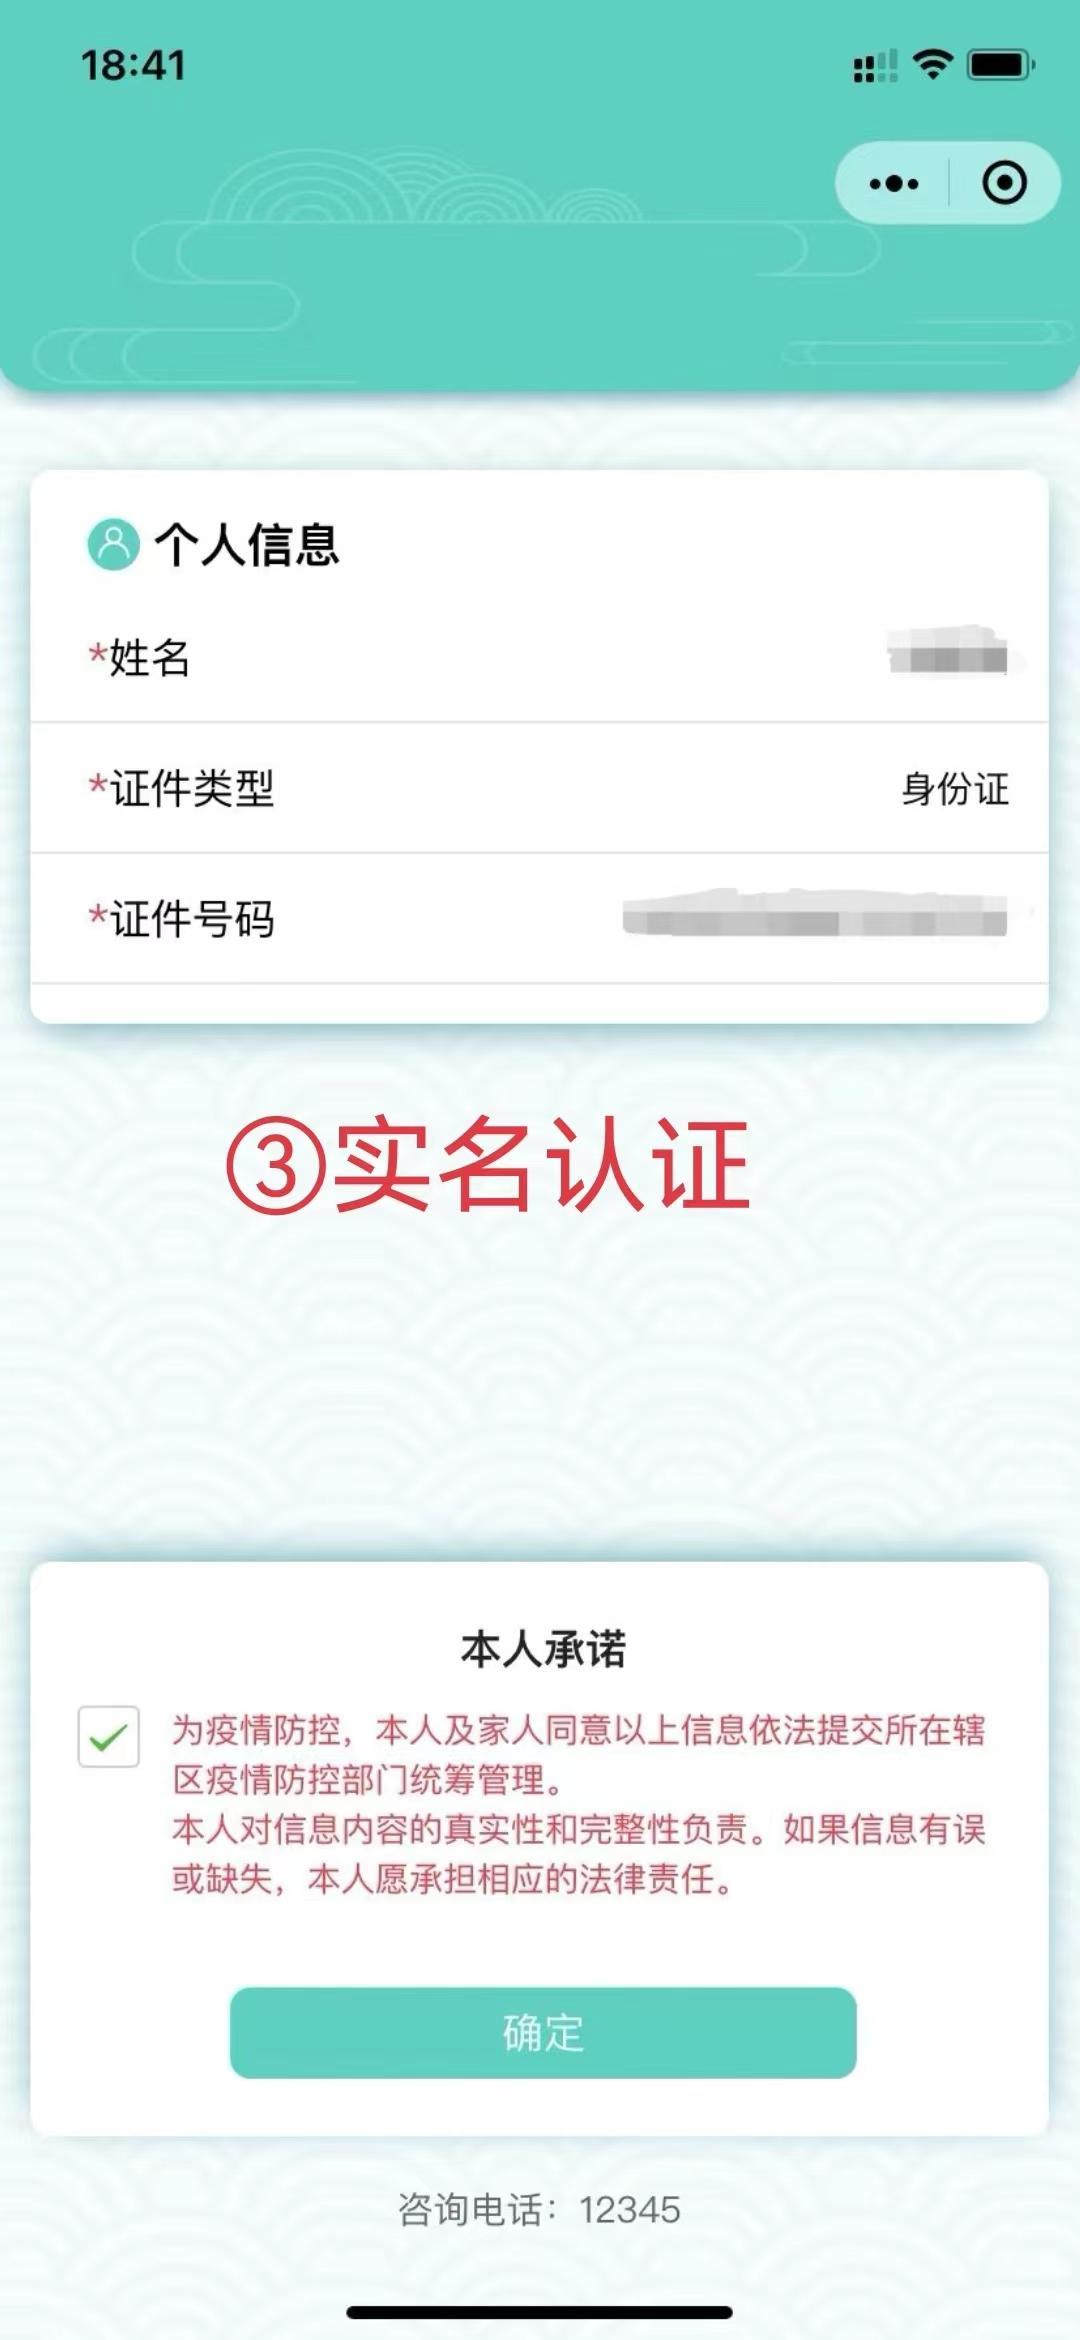 18:41
个人信息
*姓名
*证件类型 身份证
*证件号码
③实名认证
本人承诺
为疫情防控，本人及家人同意以上信息依法提交所在辖
区疫情防控部门统筹管理。
本人对信息内容的真实性和完整性负责。如果信息有误
或缺失，本人愿承担相应的法律责任。
确定
咨询电话：12345